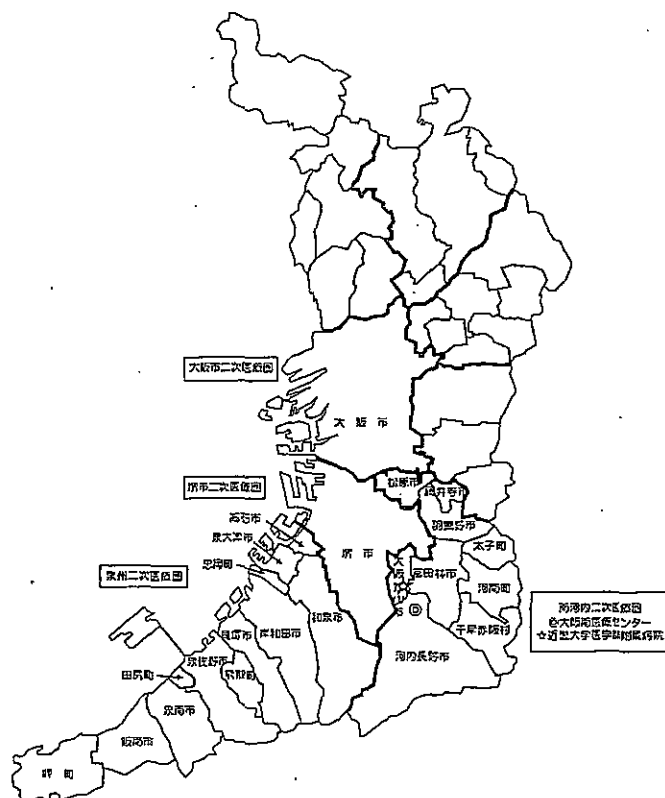 大阪市二次医療圏
大阪市
堺市二次医療圏
松原市
藤井寺市
羽曳野市
高石市
泉大津市
忠岡町
堺市
太子町
泉州二次医療圏
大阪狭山市
富田林市
河南町
和泉市
岸和田市
貝塚市
千早赤阪村
南河内二次医療圏
◎大阪南医療センター
☆近畿大学医学部附属病院
泉佐野市
熊取町
河内長野市
田尻町
泉南市
阪南市
岬町